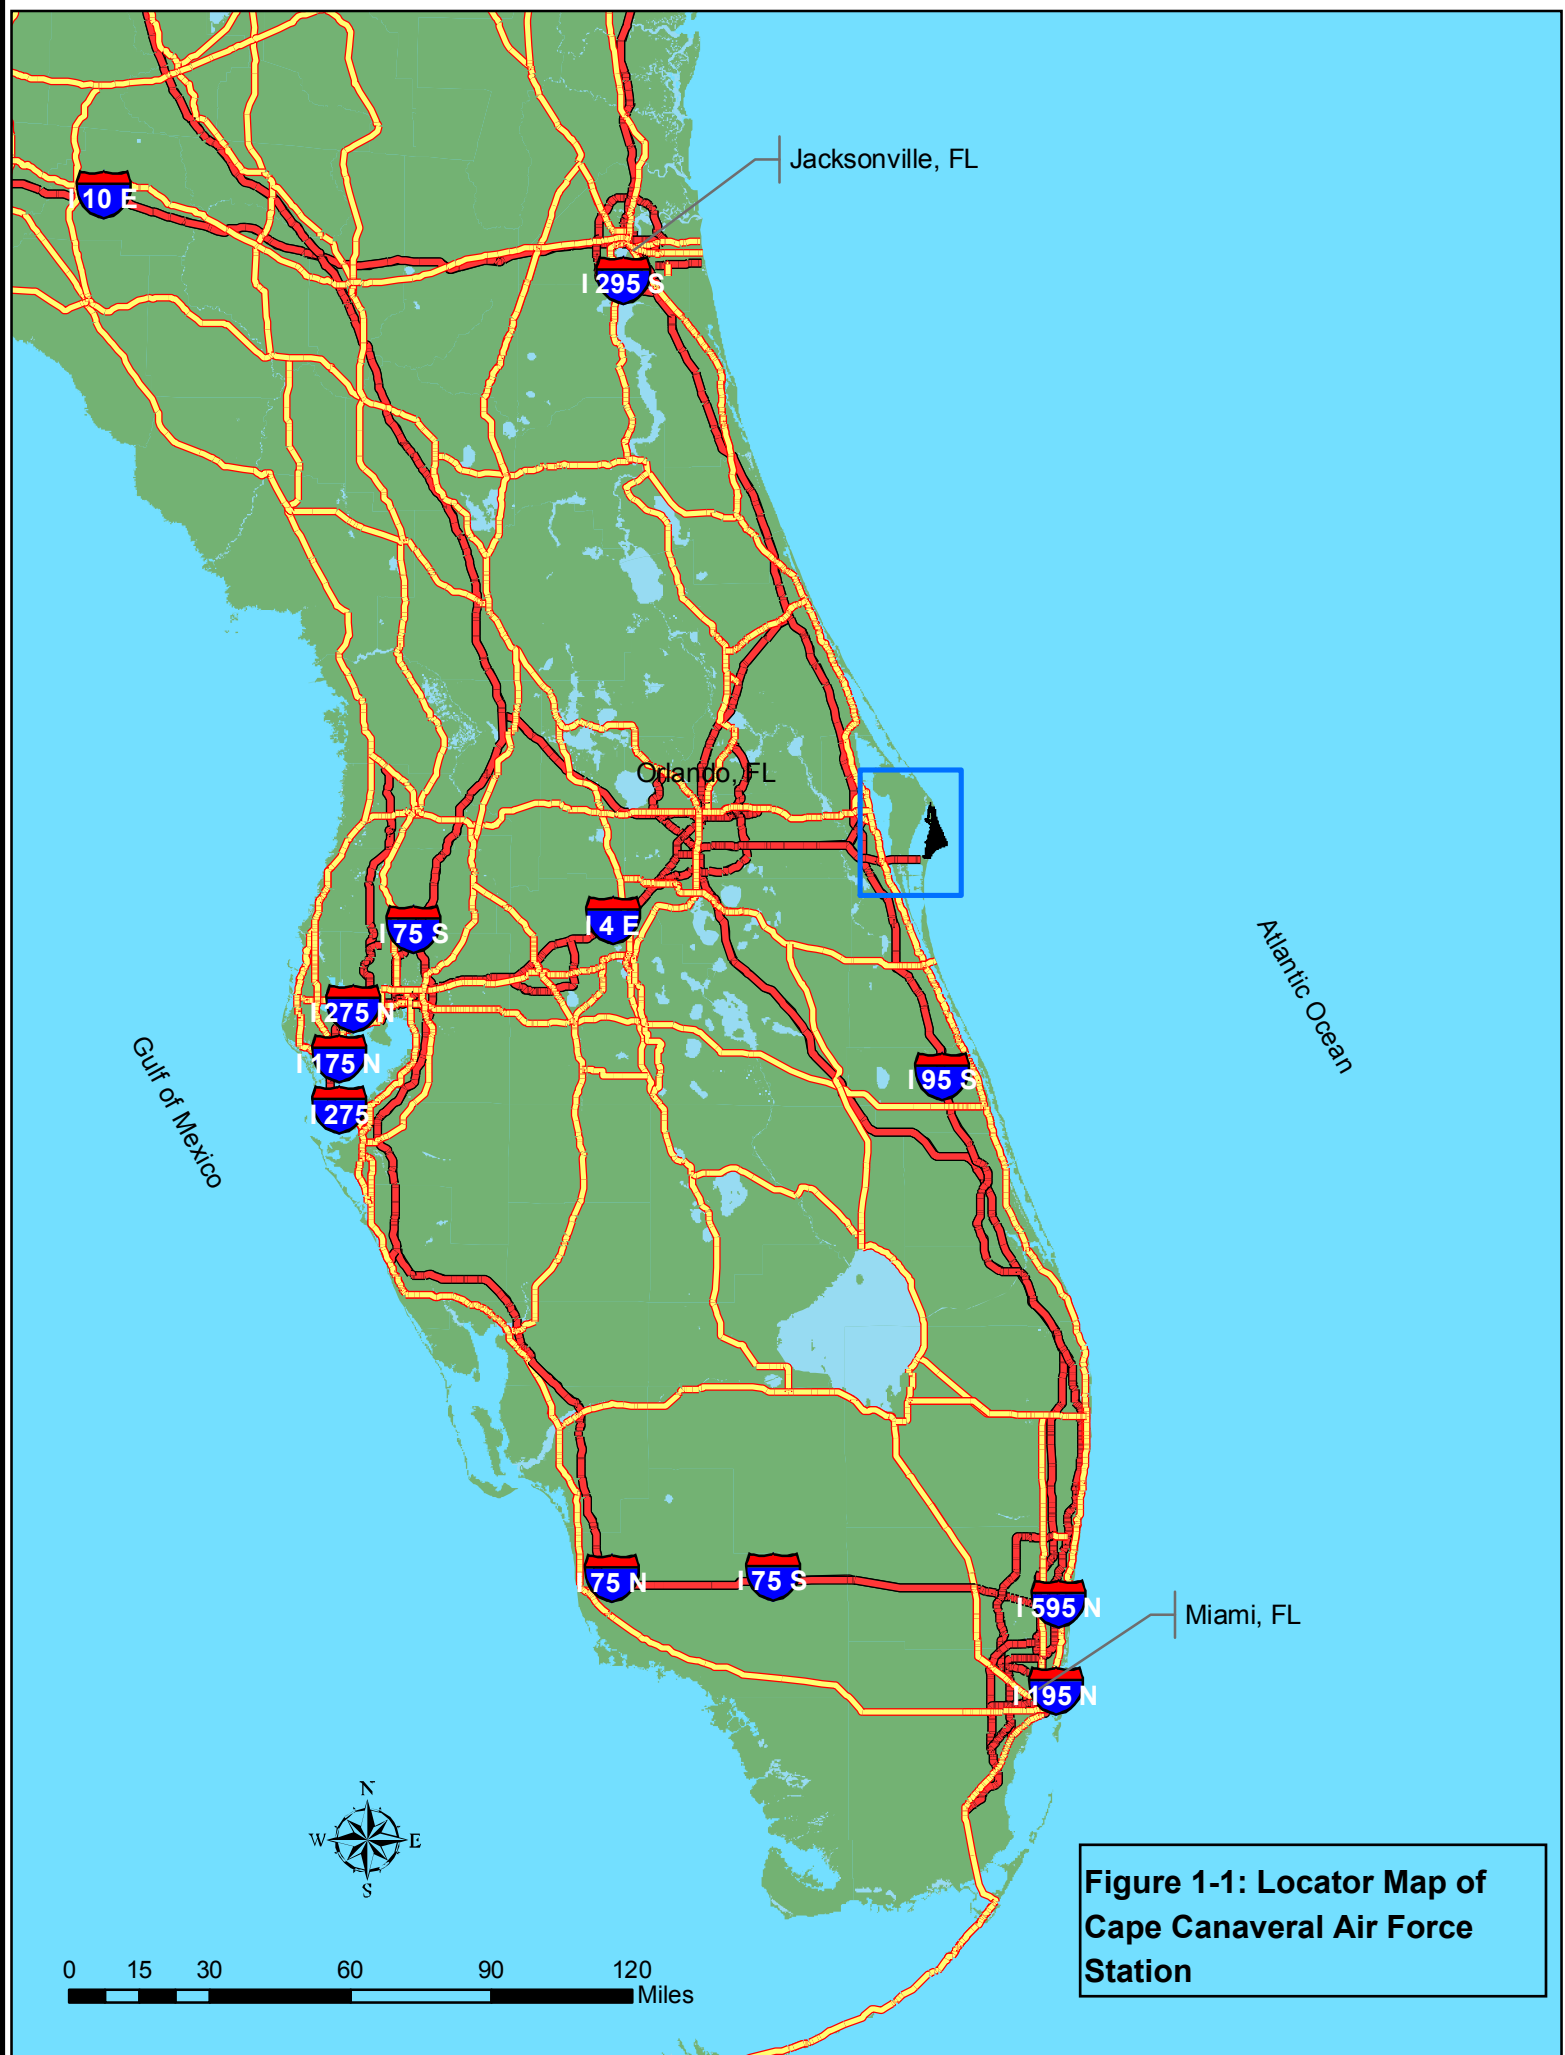 Jacksonville, FL
I 10 E
I 295 S
Orlando, FL
I 4 E
I 75 S
Atlantic Ocean
I 275 N
Gulf of Mexico
I 175 N
I 95 S
I 275
I 75 N
I 75 S
I 595 N
Miami, FL
I 195 N
N
W E
S
Figure 1-1: Locator Map of
Cape Canaveral Air Force
Station
0 15 30 60 90 120
Miles